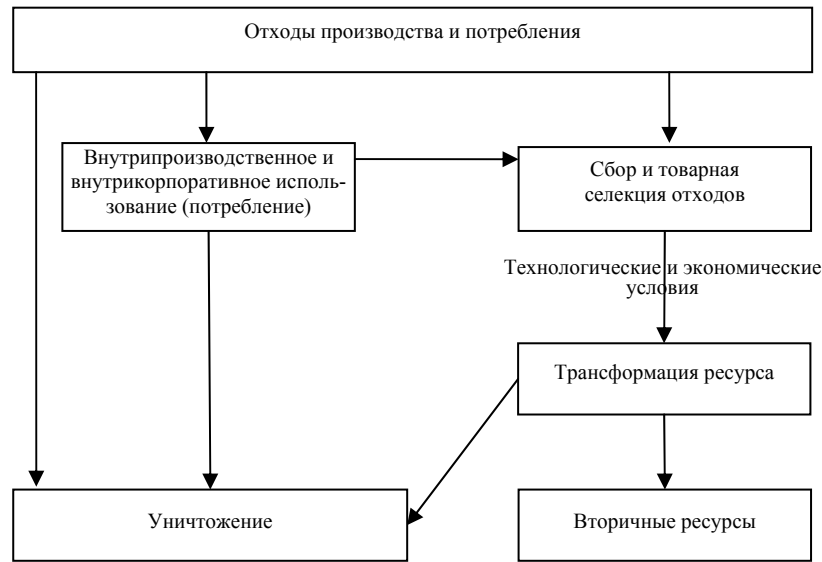 Отходы производства и потребления
Внутрипроизводственное и
внутрикорпоративное исполь-
зование (потребление)
Сбор и товарная
селекция отходов
Технологические и экономические
условия
Трансформация ресурса
Уничтожение
Вторичные ресурсы